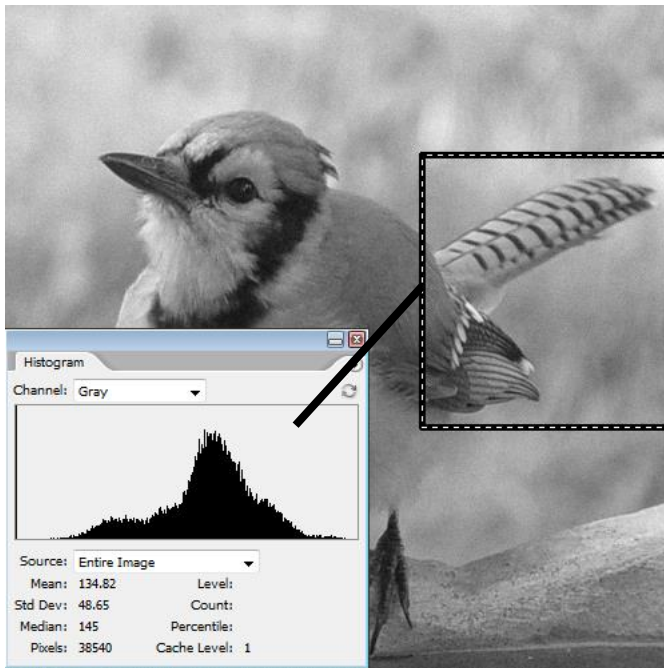 Histogram
Channel: Gray
Source: Entire Image
Mean: 134.82 Level:
Std Dev: 48.65 Count:
Median: 145 Percentile:
Pixels: 38540 Cache Level: 1